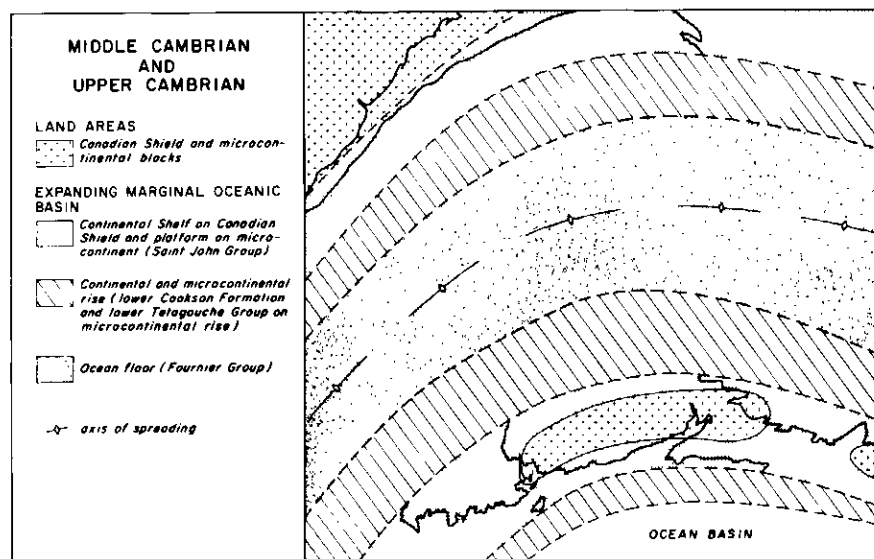 MIDDLE CAMBRIAN
AND
UPPER CAMBRIAN
LAND AREAS
Canadian Shield and microcon-
tinental blocks
EXPANDING MARGINAL OCEANIC
BASIN
Continental Shelf on Canadian
Shield and platform on micro-
continent (Saint John Group)
Continental and microcontinental
rise (lower Cookson Formation
and lower Tetagouche Group on
microcontinental rise)
Ocean floor (Fournier Group)
axis of spreading
OCEAN BASIN